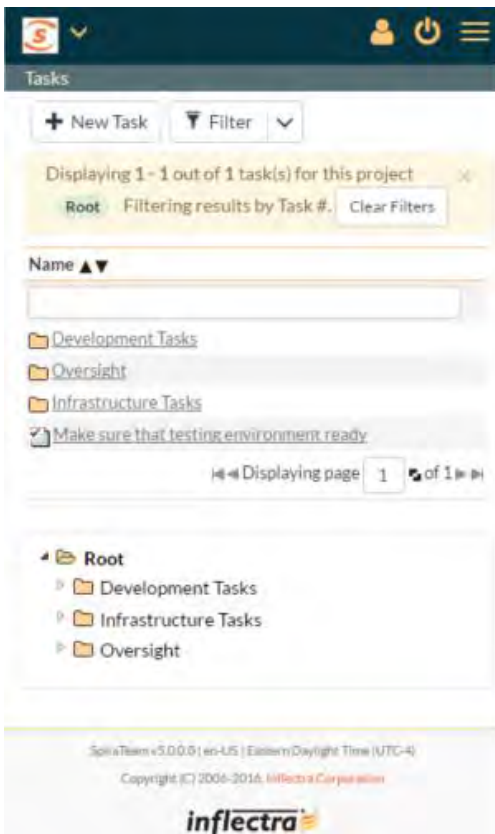 S
Tasks
New Task Filter
Displaying 1 - 1 out of 1 task(s) for this project
Root Filtering results by Task #. Clear Filters
Name ▲▼
Development Tasks
Oversight
Infrastructure Tasks
Make sure that testing environment ready
Displaying page 1 of 1
Root
Development Tasks
Infrastructure Tasks
Oversight
SpiraTeam v5.0.0.0 | en-US | Eastern Daylight Time (UTC-4)
Copyright (C) 2006-2016, Inflectra Corporation
inflectra